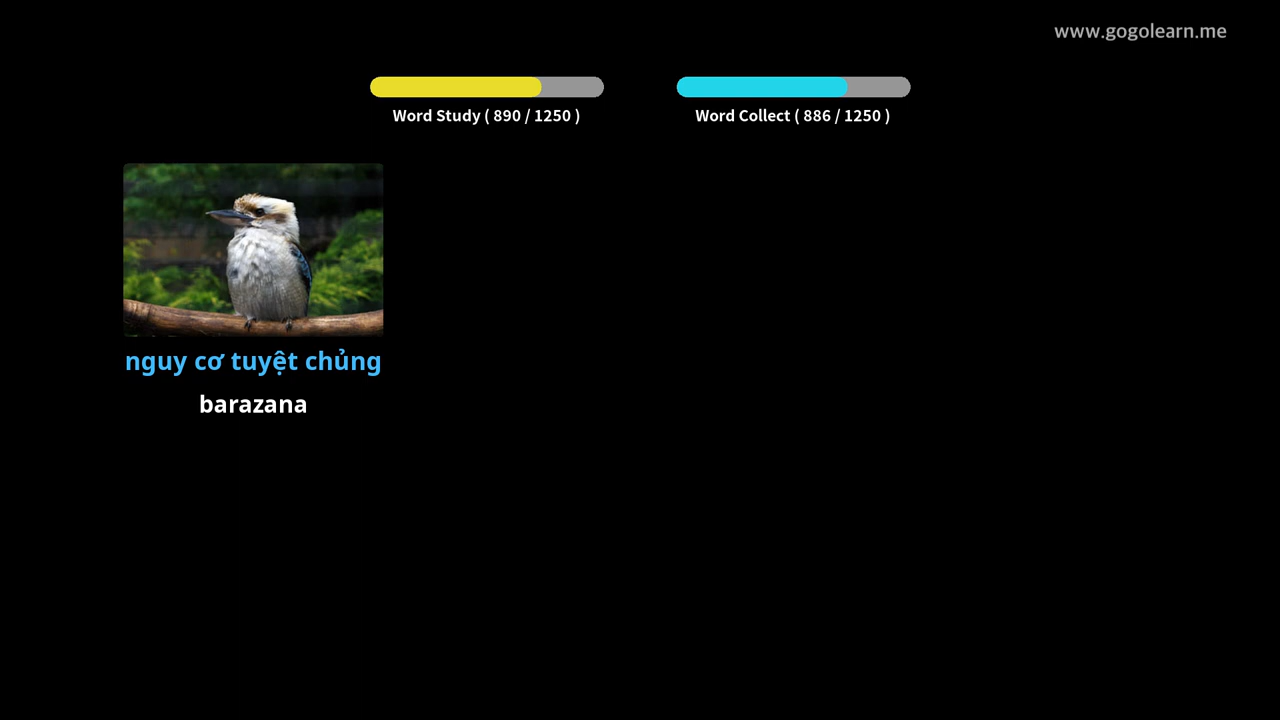 www.gogolearn.me
Word Study ( 890 / 1250 )
Word Collect ( 886 / 1250 )
nguy cơ tuyệt chủng
barazana